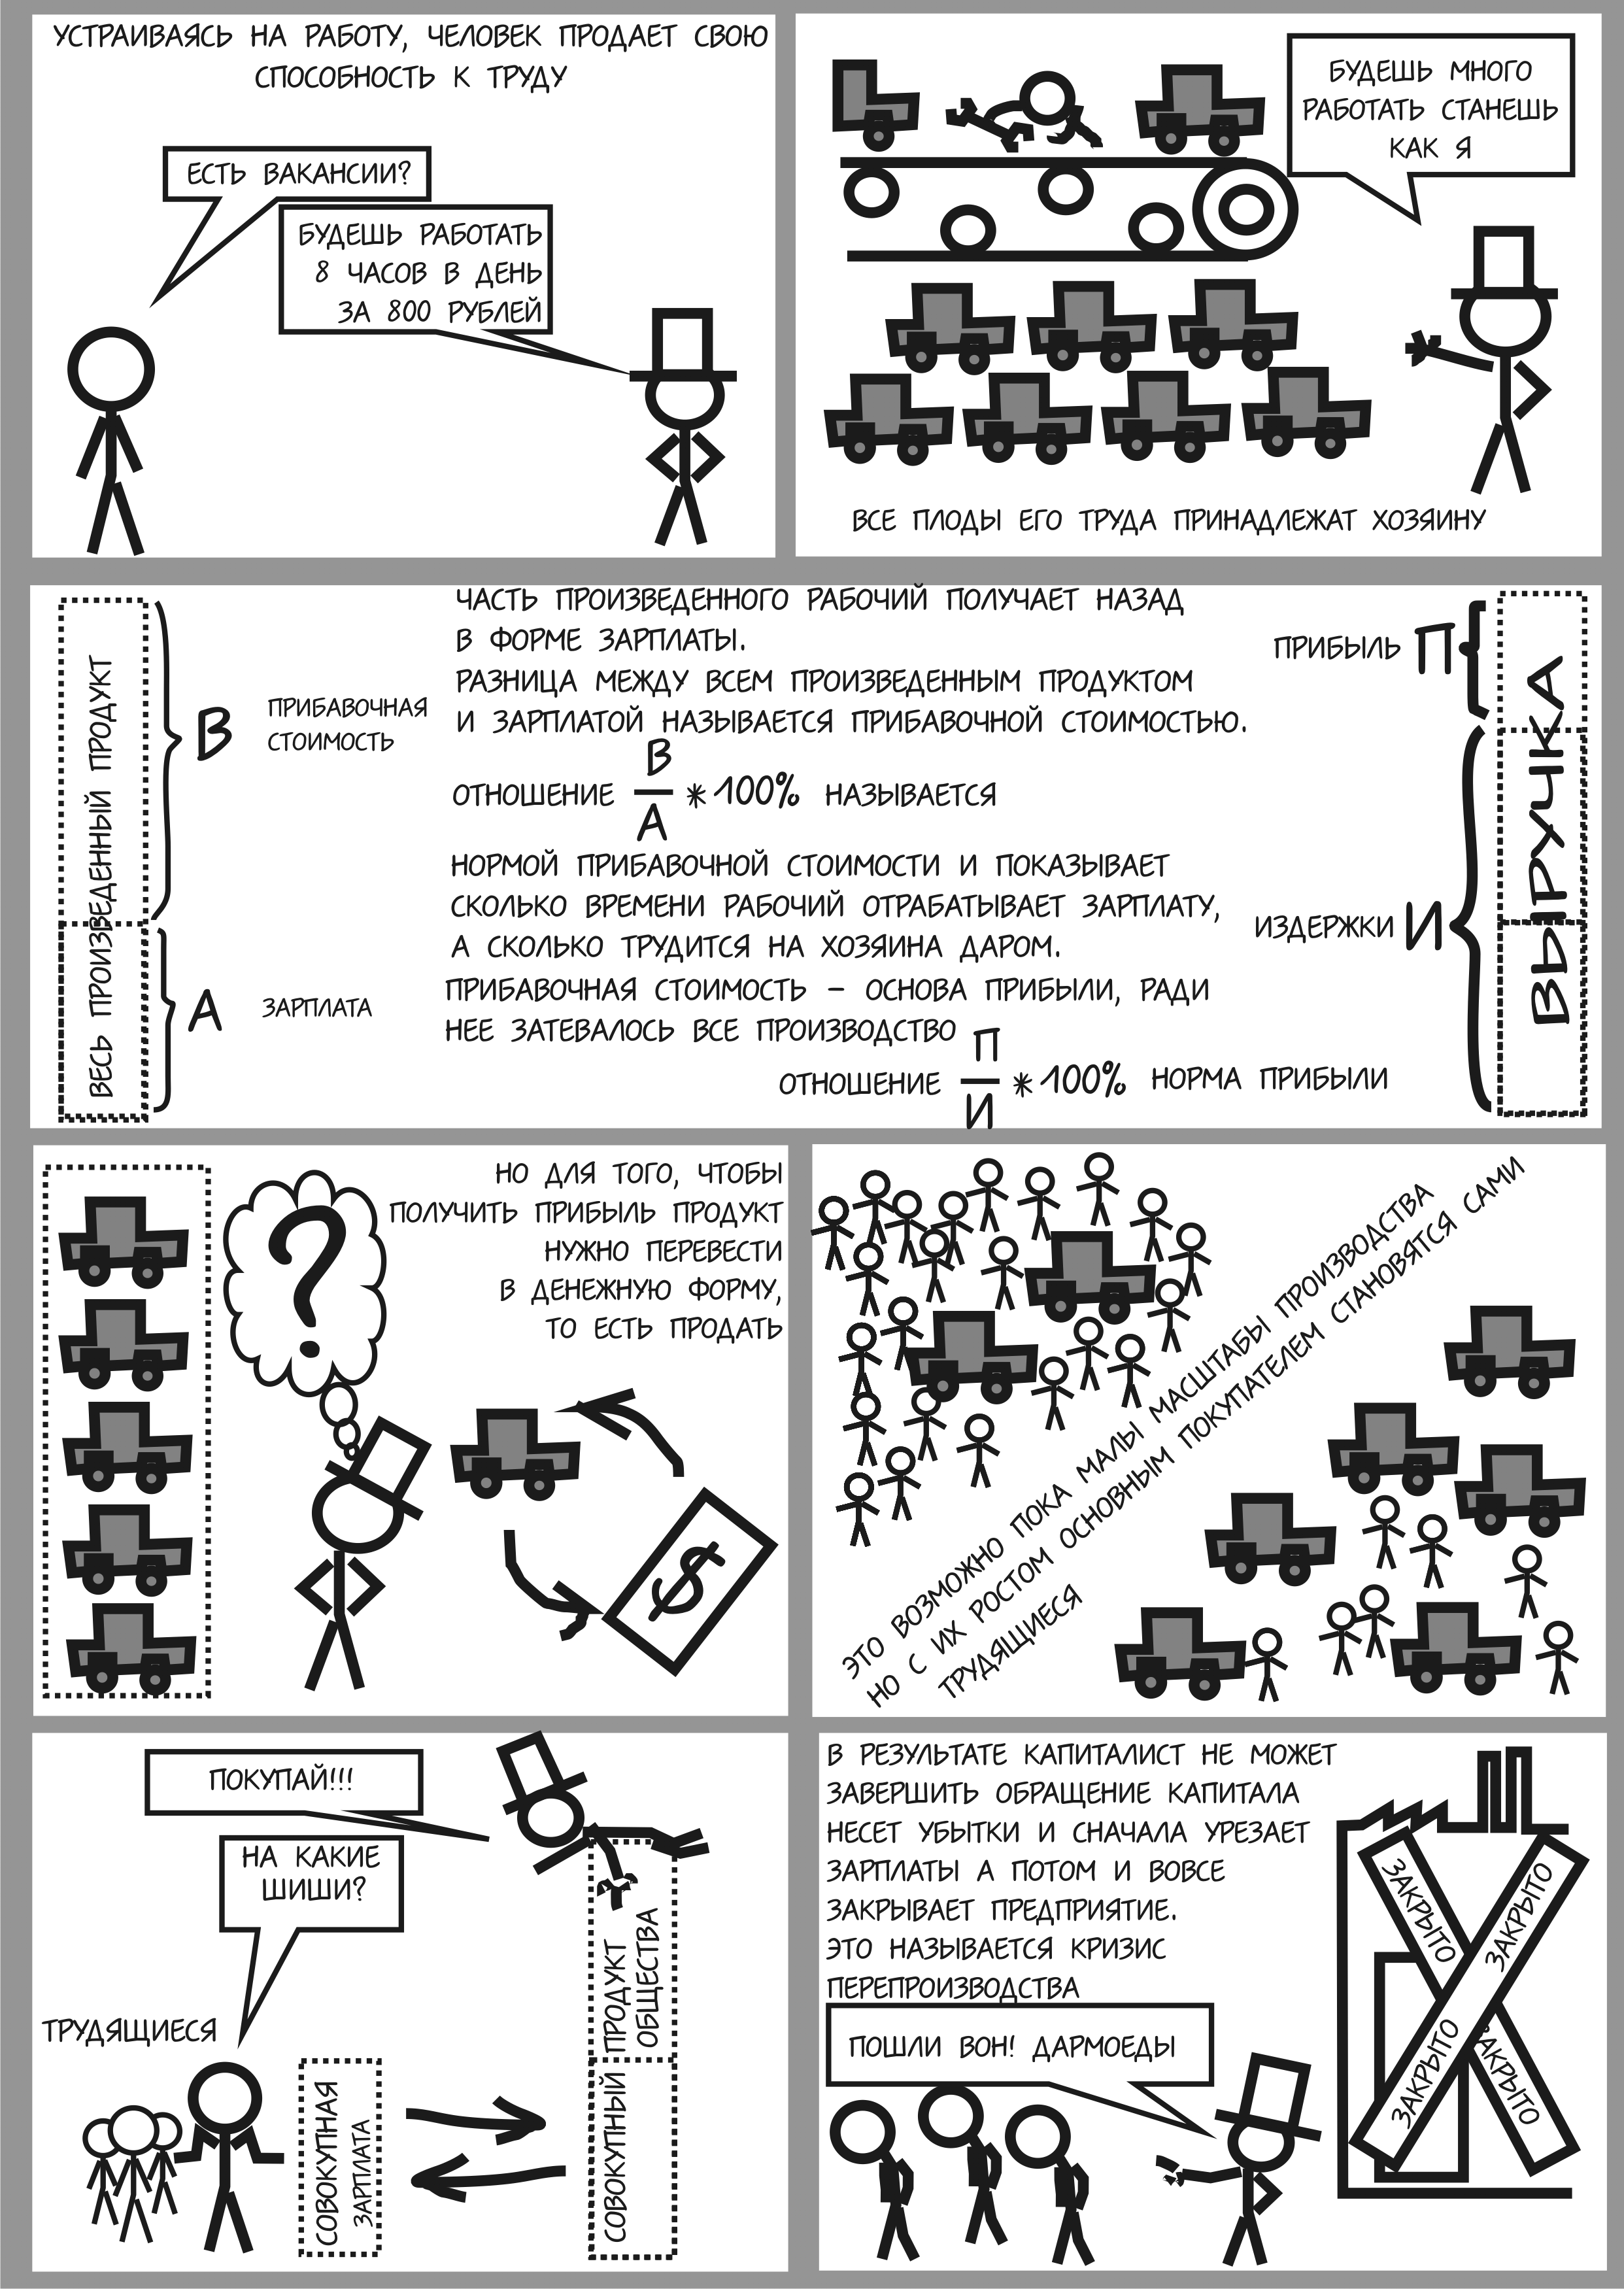 УСТРАИВАЯСЬ НА РАБОТУ, ЧЕЛОВЕК ПРОДАЕТ СВОЮ
СПОСОБНОСТЬ К ТРУДУ
ЕСТЬ ВАКАНСИИ?
БУДЕШЬ РАБОТАТЬ
8 ЧАСОВ В ДЕНЬ
ЗА 800 РУБЛЕЙ
БУДЕШЬ МНОГО
РАБОТАТЬ СТАНЕШЬ
КАК Я
ВСЕ ПЛОДЫ ЕГО ТРУДА ПРИНАДЛЕЖАТ ХОЗЯИНУ
ВЕСЬ ПРОИЗВЕДЕННЫЙ ПРОДУКТ
В
ПРИБАВОЧНАЯ
СТОИМОСТЬ
А
ЗАРПЛАТА
ЧАСТЬ ПРОИЗВЕДЕННОГО РАБОЧИЙ ПОЛУЧАЕТ НАЗАД
В ФОРМЕ ЗАРПЛАТЫ.
РАЗНИЦА МЕЖДУ ВСЕМ ПРОИЗВЕДЕННЫМ ПРОДУКТОМ
И ЗАРПЛАТОЙ НАЗЫВАЕТСЯ ПРИБАВОЧНОЙ СТОИМОСТЬЮ.
В
ОТНОШЕНИЕ — *100% НАЗЫВАЕТСЯ
А
НОРМОЙ ПРИБАВОЧНОЙ СТОИМОСТИ И ПОКАЗЫВАЕТ
СКОЛЬКО ВРЕМЕНИ РАБОЧИЙ ОТРАБАТЫВАЕТ ЗАРПЛАТУ,
А СКОЛЬКО ТРУДИТСЯ НА ХОЗЯИНА ДАРОМ.
ПРИБАВОЧНАЯ СТОИМОСТЬ - ОСНОВА ПРИБЫЛИ, РАДИ
НЕЕ ЗАТЕВАЛОСЬ ВСЕ ПРОИЗВОДСТВО
П
ОТНОШЕНИЕ — *100% НОРМА ПРИБЫЛИ
И
ПРИБЫЛЬ П
ИЗДЕРЖКИ И
ВЫРУЧКА
?
НО ДЛЯ ТОГО, ЧТОБЫ
ПОЛУЧИТЬ ПРИБЫЛЬ ПРОДУКТ
НУЖНО ПЕРЕВЕСТИ
В ДЕНЕЖНУЮ ФОРМУ,
ТО ЕСТЬ ПРОДАТЬ
$
ЭТО ВОЗМОЖНО ПОКА МАЛЫ МАСШТАБЫ ПРОИЗВОДСТВА
НО С ИХ РОСТОМ ОСНОВНЫМ ПОКУПАТЕЛЕМ СТАНОВЯТСЯ САМИ
ТРУДЯЩИЕСЯ
ПОКУПАЙ!!!
НА КАКИЕ
ШИШИ?
ТРУДЯЩИЕСЯ
СОВОКУПНАЯ
ЗАРПЛАТА
СОВОКУПНЫЙ ПРОДУКТ
ОБЩЕСТВА
В РЕЗУЛЬТАТЕ КАПИТАЛИСТ НЕ МОЖЕТ
ЗАВЕРШИТЬ ОБРАЩЕНИЕ КАПИТАЛА
НЕСЕТ УБЫТКИ И СНАЧАЛА УРЕЗАЕТ
ЗАРПЛАТЫ А ПОТОМ И ВОВСЕ
ЗАКРЫВАЕТ ПРЕДПРИЯТИЕ.
ЭТО НАЗЫВАЕТСЯ КРИЗИС
ПЕРЕПРОИЗВОДСТВА
ПОШЛИ ВОН! ДАРМОЕДЫ
ЗАКРЫТО
ЗАКРЫТО
ЗАКРЫТО
ЗАКРЫТО